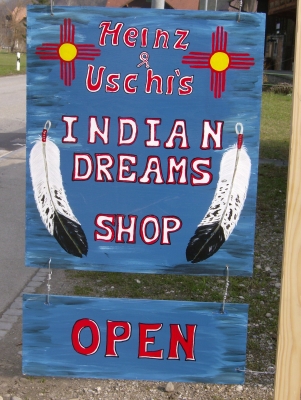 Heinz
&
Uschi's
INDIAN
DREAMS
SHOP
OPEN